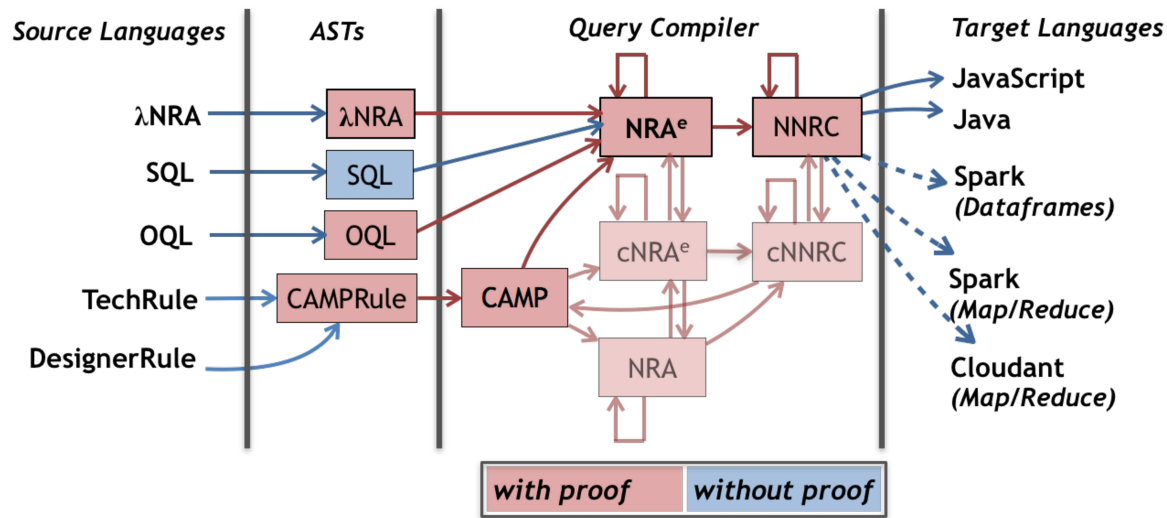 Source Languages
ASTs
Query Compiler
Target Languages
λNRA
SQL
OQL
TechRule
DesignerRule
λNRA
SQL
OQL
CAMPRule
CAMP
NRAᵉ
NNRC
cNRAᵉ
cNNRC
NRA
JavaScript
Java
Spark
(Dataframes)
Spark
(Map/Reduce)
Cloudant
(Map/Reduce)
with proof
without proof